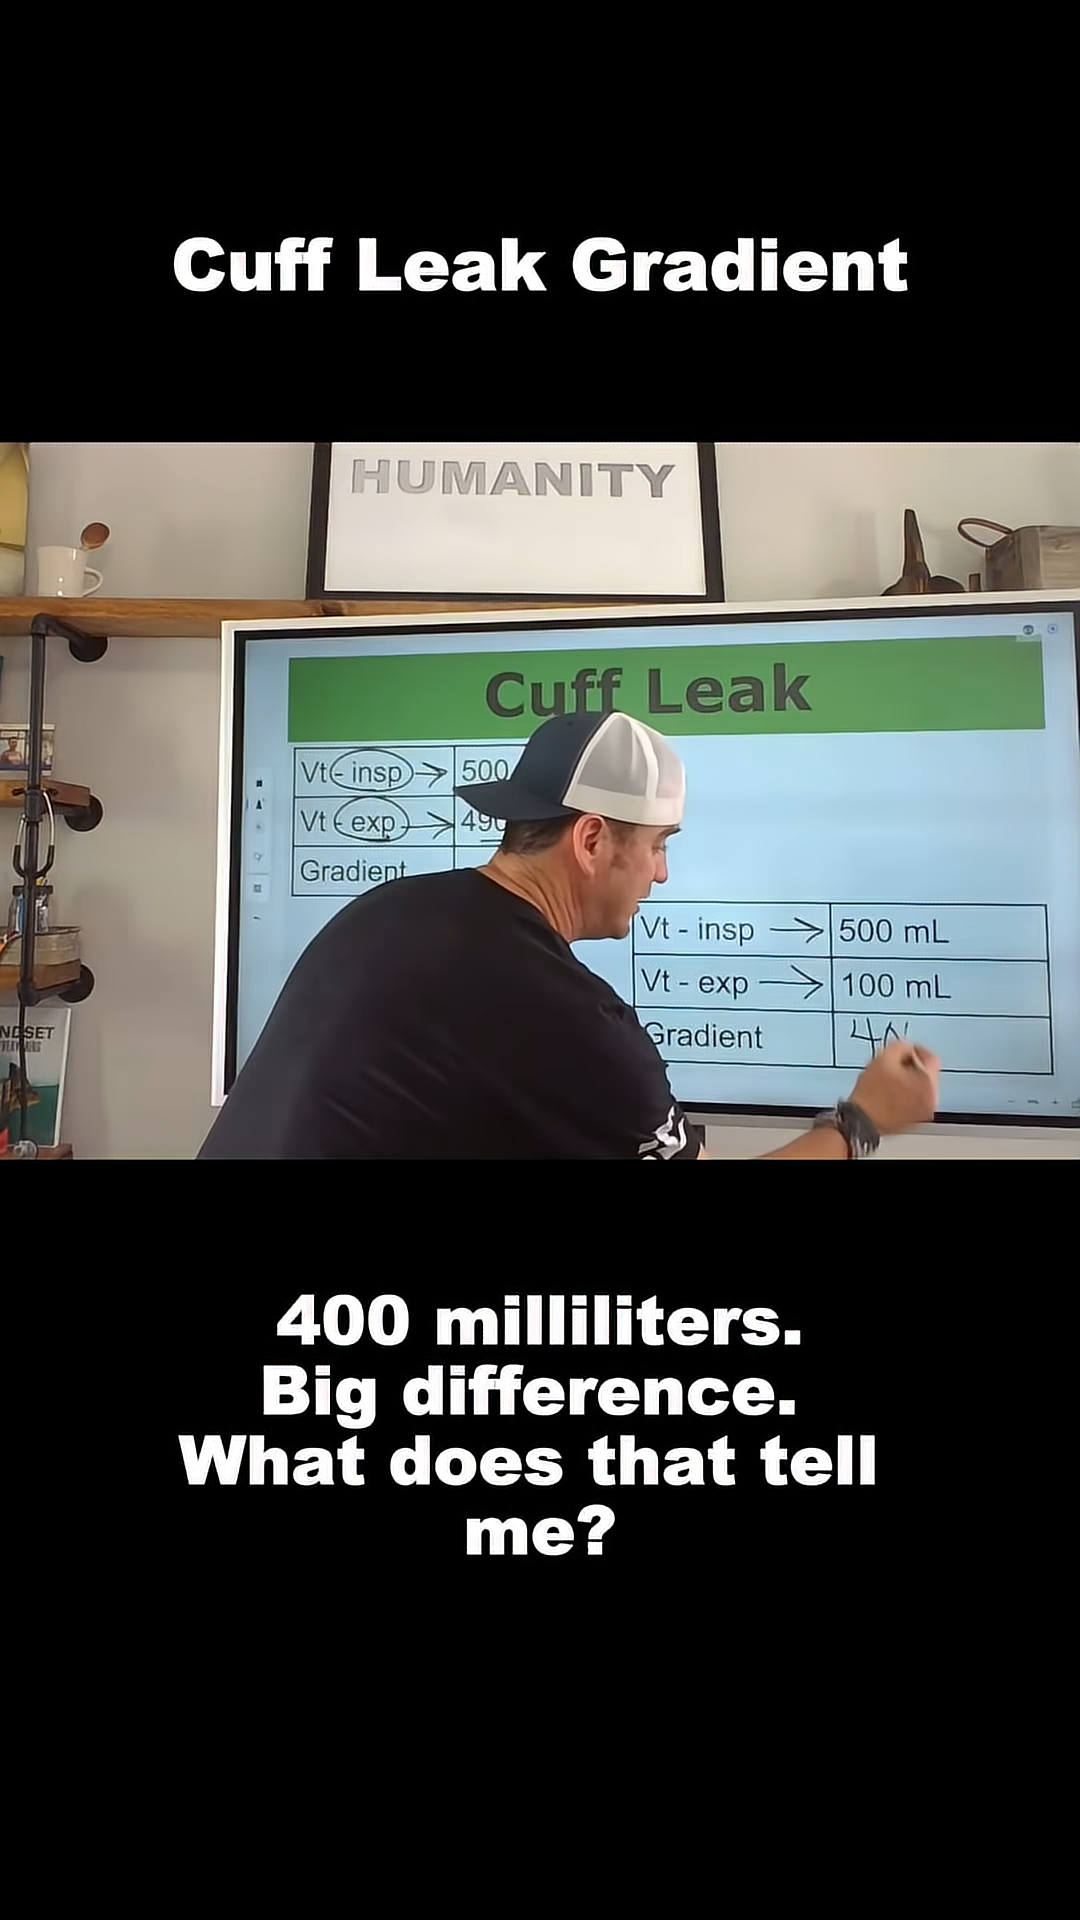 Cuff Leak Gradient
HUMANITY
Cuff Leak
Vt - insp
500
Vt - exp
Gradient
Vt - insp
500 mL
Vt - exp
100 mL
Gradient
400 milliliters.
Big difference.
What does that tell
me?